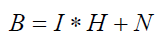 B = I * H + N